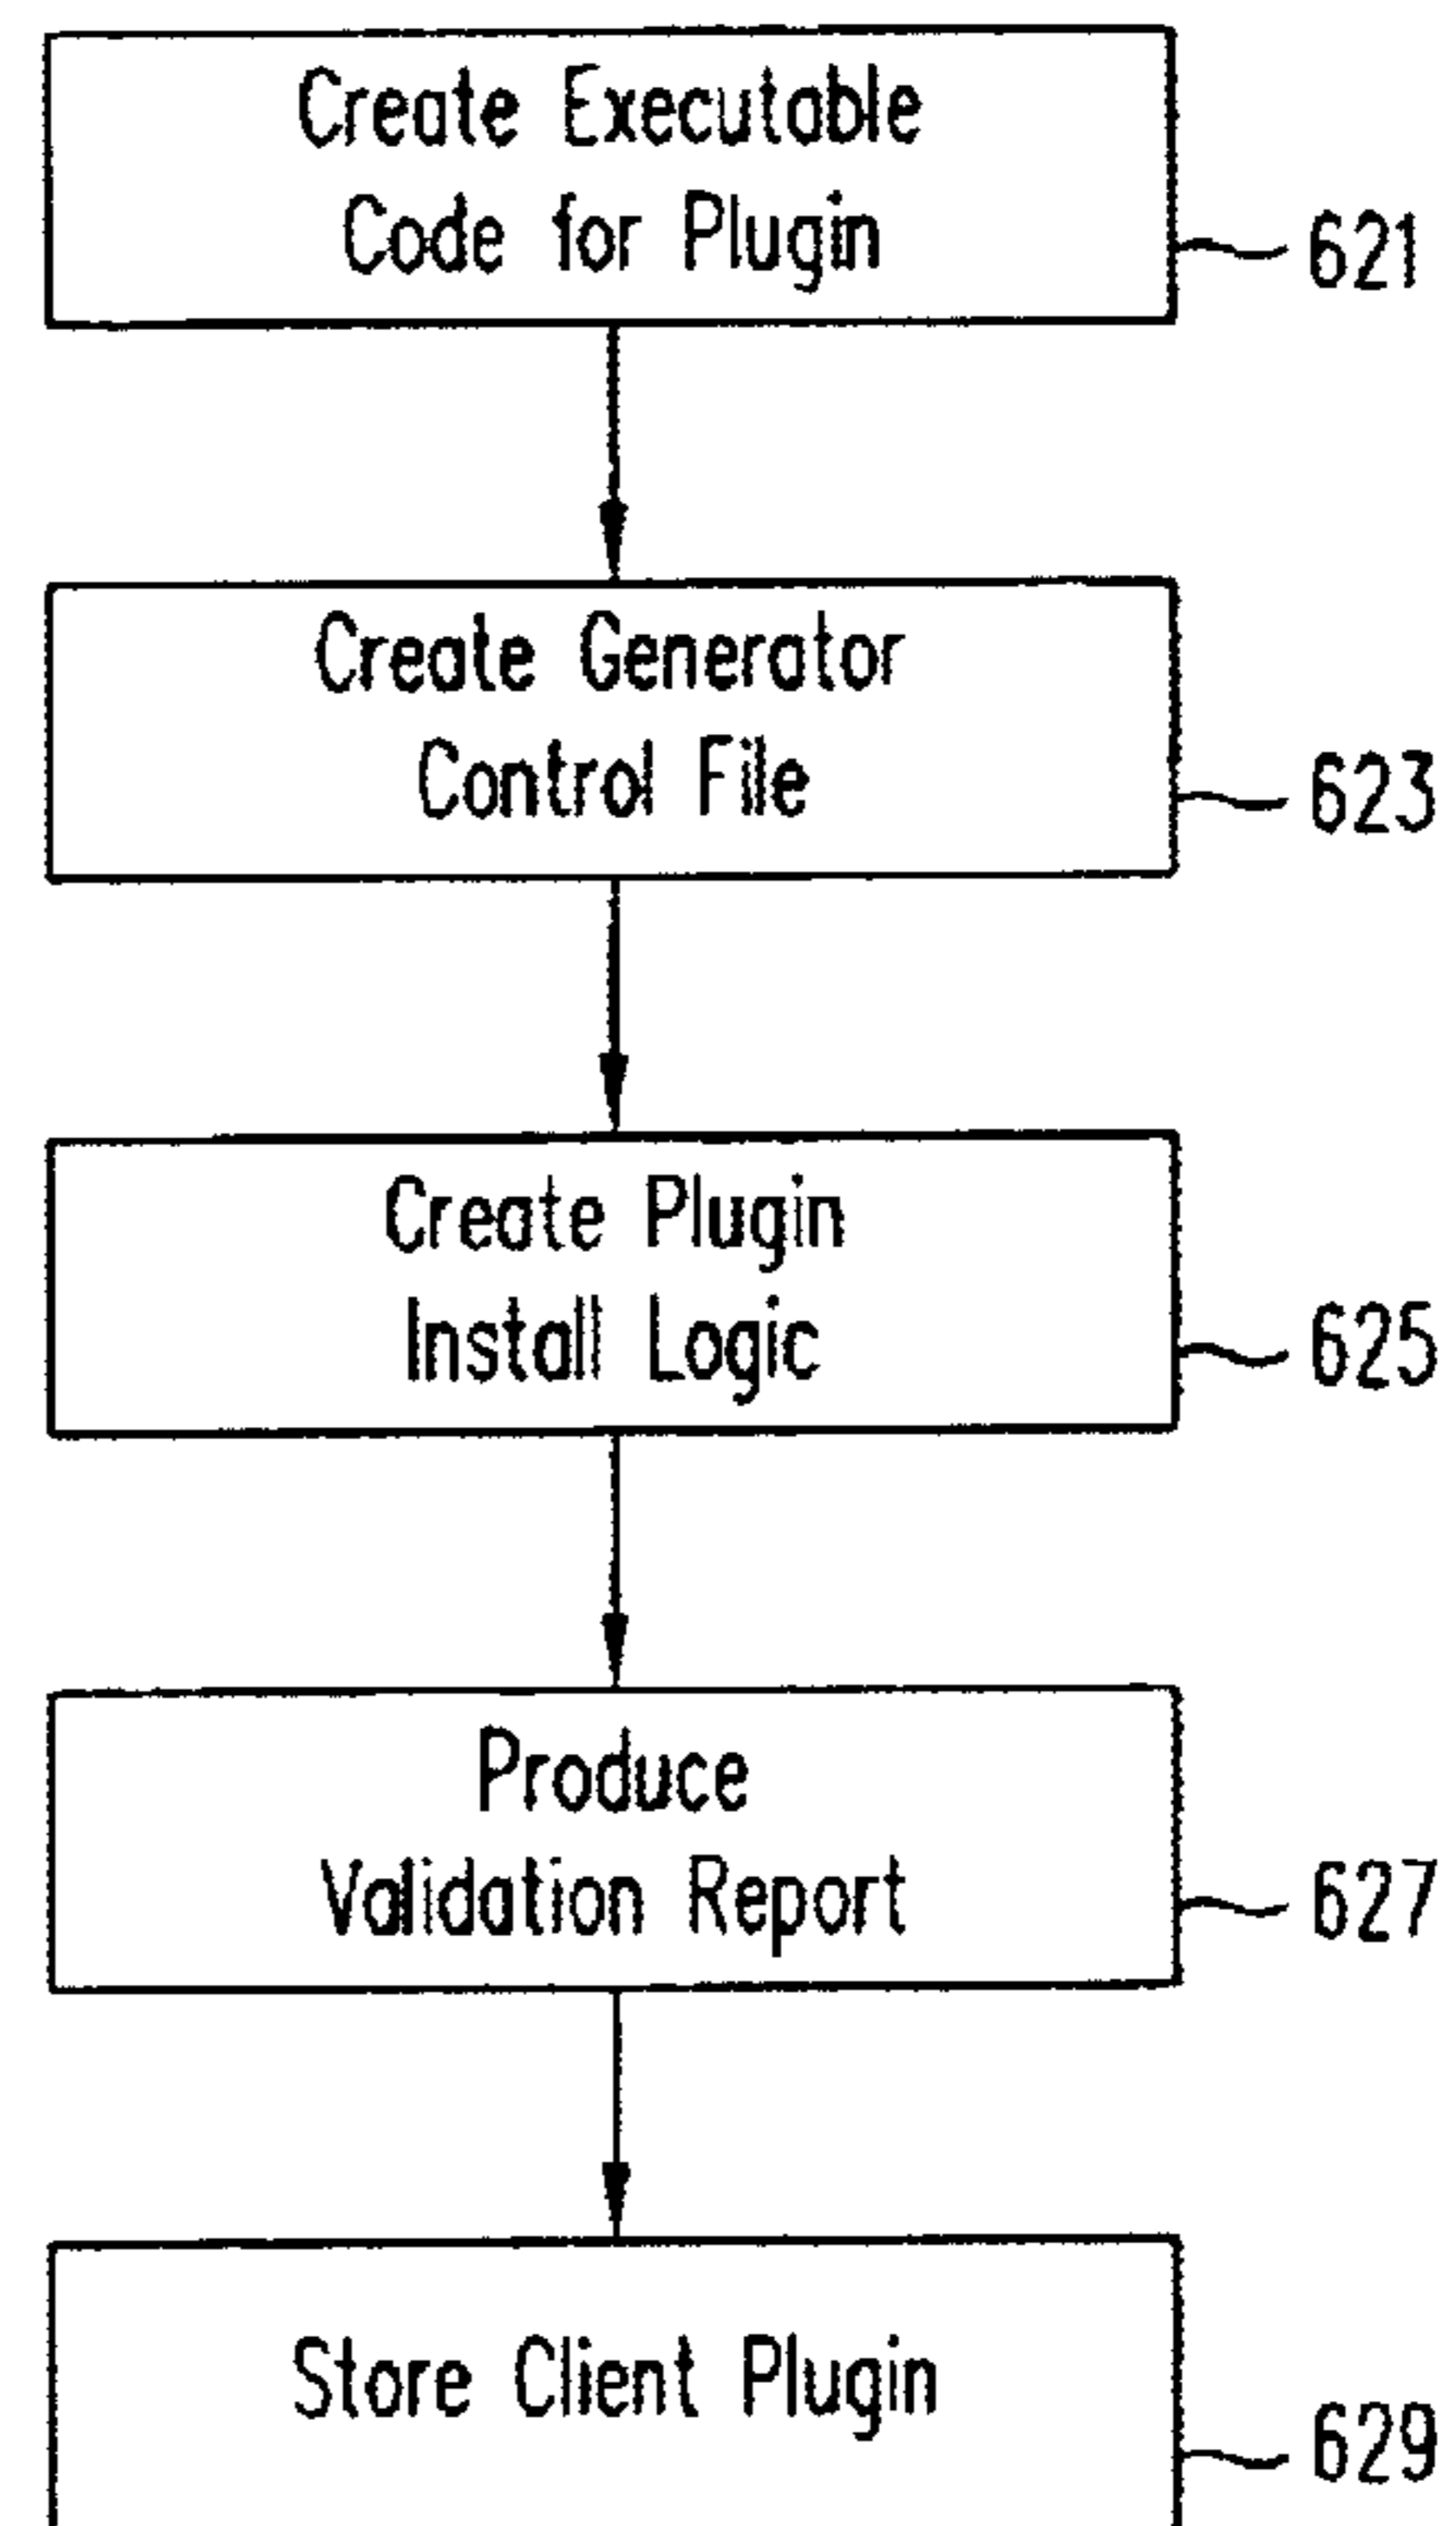 Create Executable
Code for Plugin
621
Create Generator
Control File
623
Create Plugin
Install Logic
625
Produce
Validation Report
627
Store Client Plugin
629